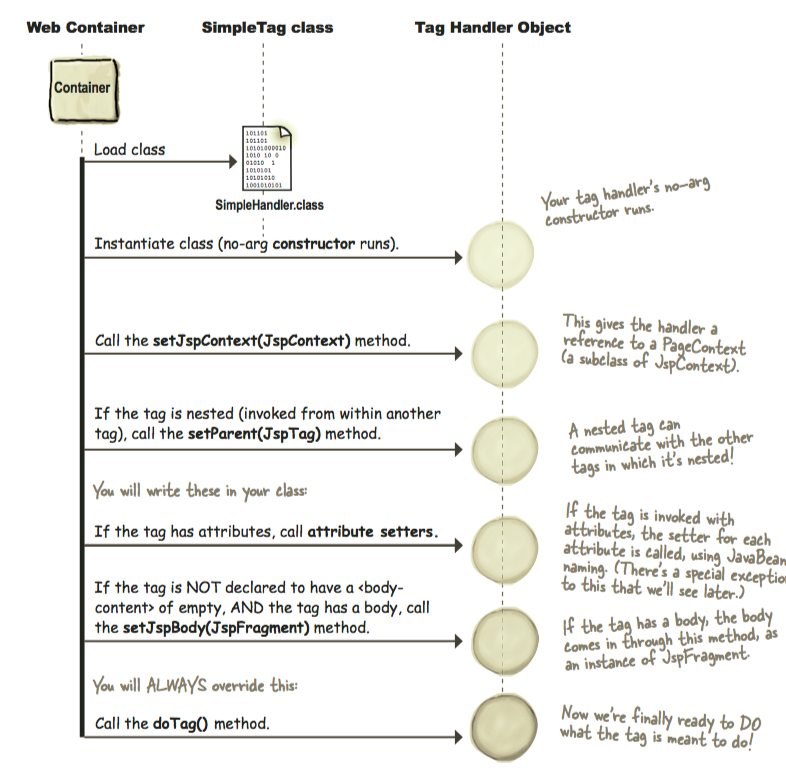 Web Container
SimpleTag class
Tag Handler Object
Container
Load class
101101
101101
10101000010
1010 10 0
01010 1
1010101
10101010
1001010101
SimpleHandler.class
Your tag handler's no-arg
constructor runs.
Instantiate class (no-arg constructor runs).
This gives the handler a
reference to a PageContext
(a subclass of JspContext).
Call the setJspContext(JspContext) method.
If the tag is nested (invoked from within another
tag), call the setParent(JspTag) method.
A nested tag can
communicate with the other
tags in which it's nested!
You will write these in your class:
If the tag has attributes, call attribute setters.
If the tag is invoked with
attributes, the setter for each
attribute is called, using JavaBean
naming. (There's a special exceptio
to this that we'll see later.)
If the tag is NOT declared to have a <body-
content> of empty, AND the tag has a body, call
the setJspBody(JspFragment) method.
If the tag has a body, the body
comes in through this method, as
an instance of JspFragment.
You will ALWAYS override this:
Call the doTag() method.
Now we're finally ready to DO
what the tag is meant to do!